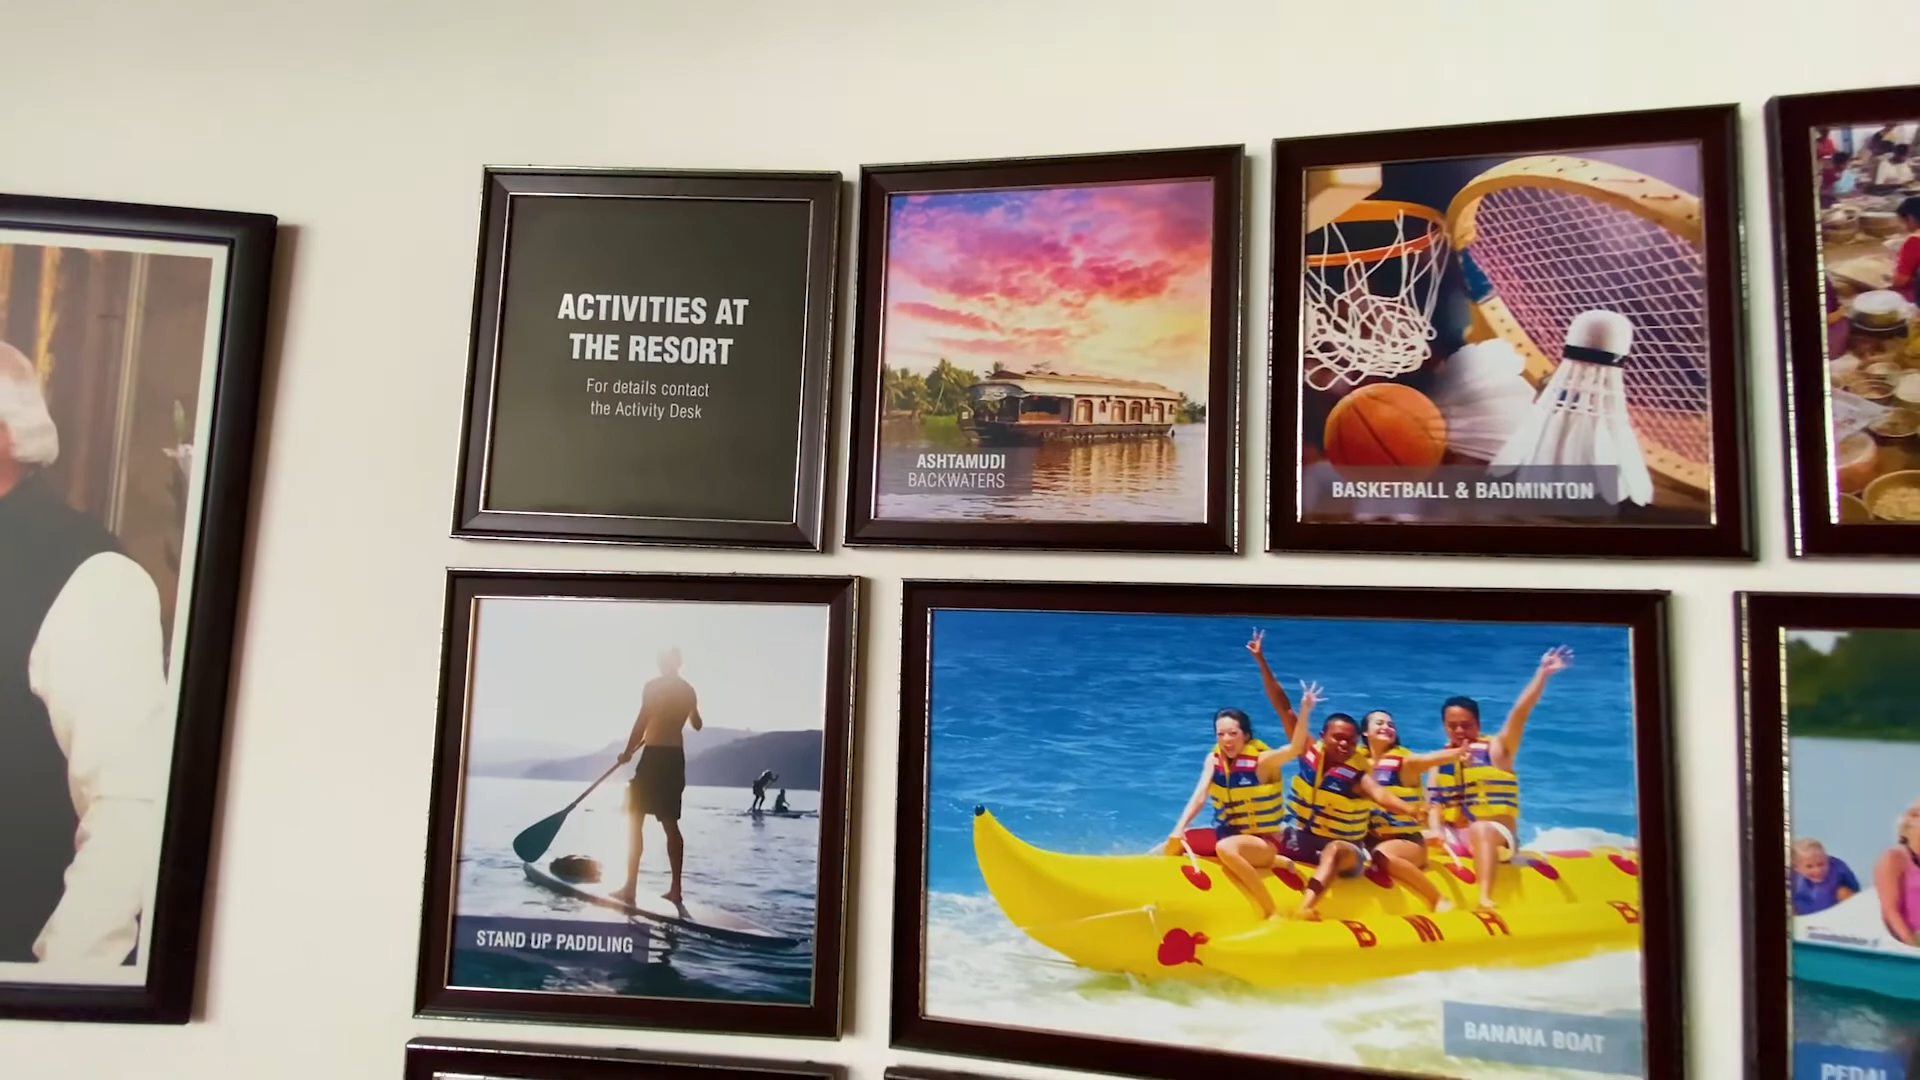 ACTIVITIES AT
THE RESORT
For details contact
the Activity Desk
ASHTAMUDI
BACKWATERS
BASKETBALL & BADMINTON
STAND UP PADDLING
B M R B
BANANA BOAT
PEDAL